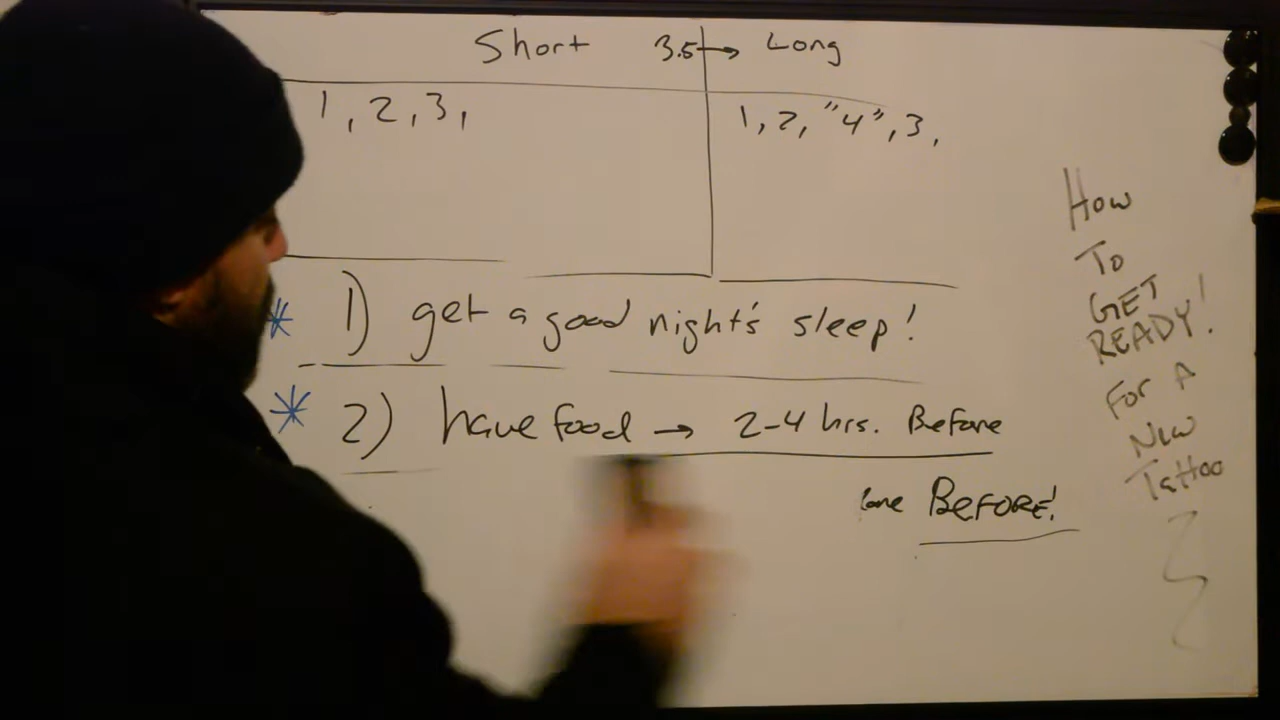 Short 3.5→ Long
1, 2, 3,
1, 2, "4", 3,
* 1) get a good night's sleep!
* 2) have food → 2-4 hrs. Before
BEFORE!
How
To
GET
READY!
For A
New
Tattoo